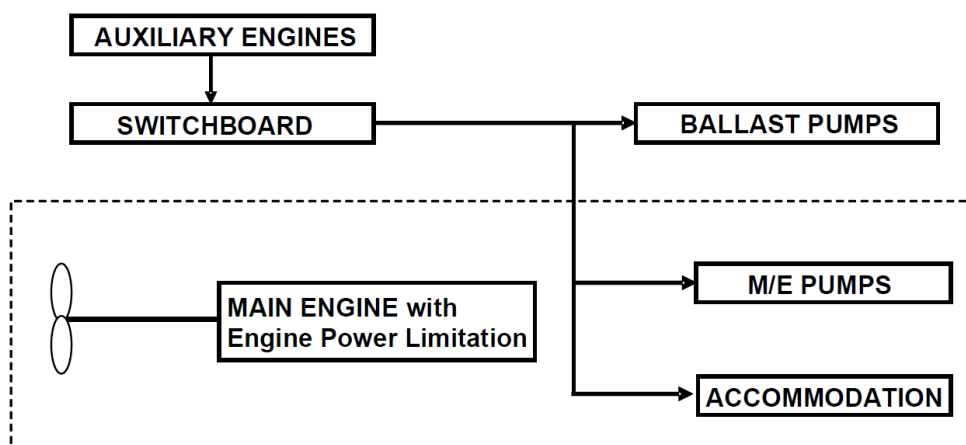 AUXILIARY ENGINES
SWITCHBOARD
BALLAST PUMPS
MAIN ENGINE with
Engine Power Limitation
M/E PUMPS
ACCOMMODATION